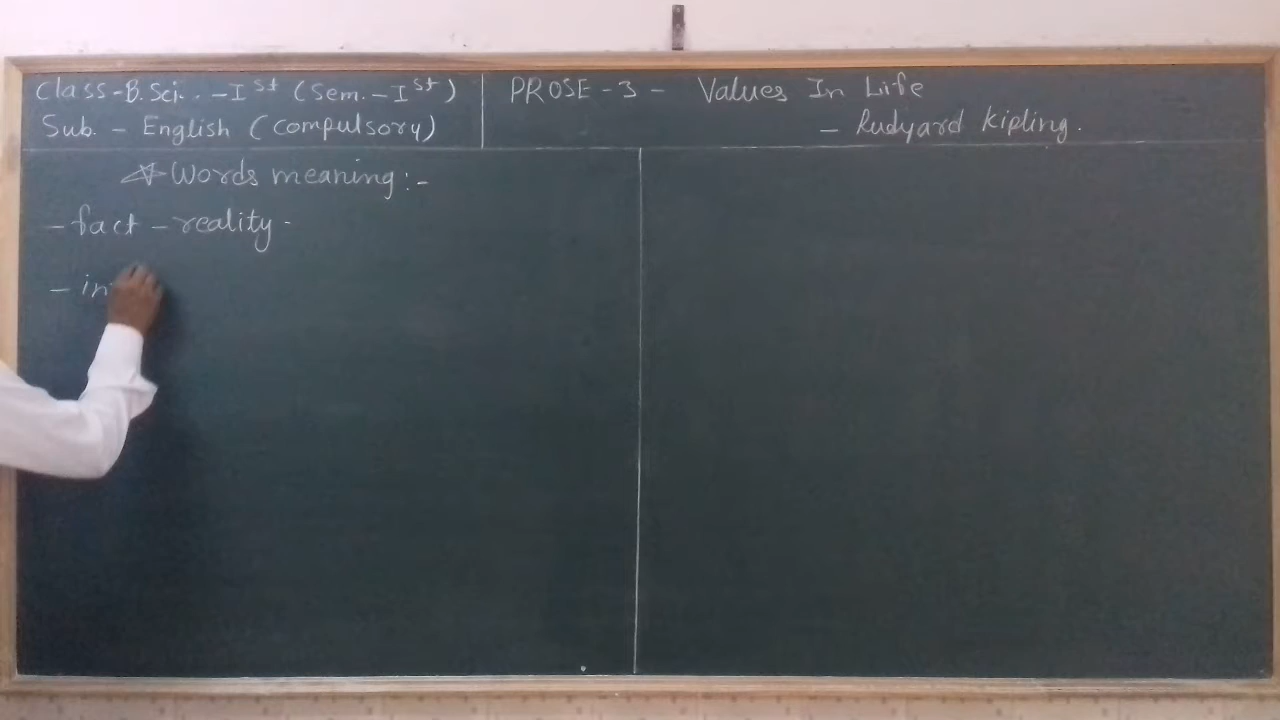 Class-B.Sci. - Ist (Sem.-Ist)
Sub. - English (Compulsory)
PROSE-3- Values In Life
- Rudyard Kipling.
Words meaning:-
- fact - reality-
-